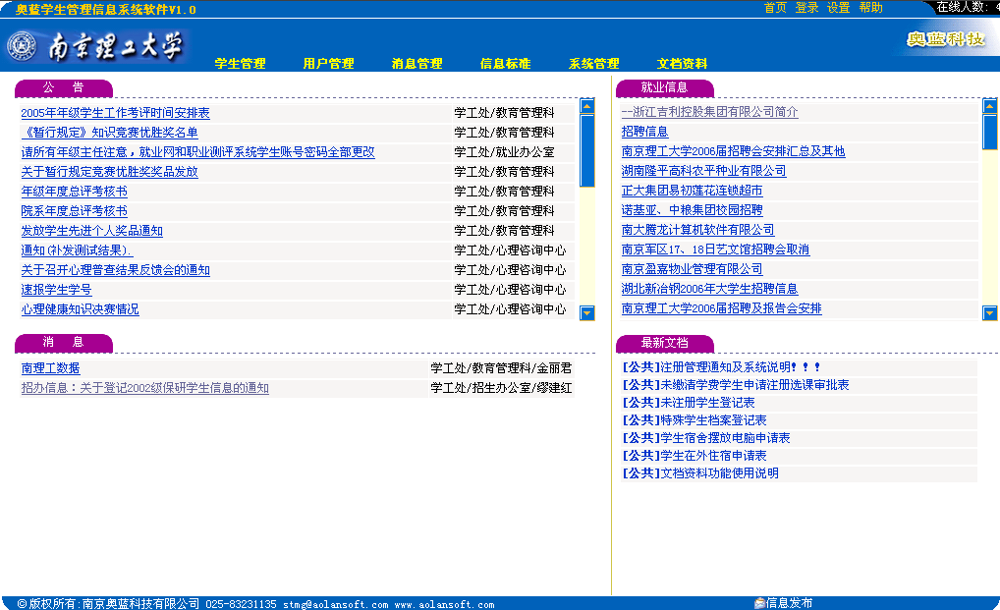 奥蓝学生管理信息系统软件V1.0
首页 登录 设置 帮助
在线人数: 4
南京理工大学
奥蓝科技
学生管理 用户管理 消息管理 信息标准 系统管理 文档资料
公 告
2005年年级学生工作考评时间安排表 学工处/教育管理科
《暂行规定》知识竞赛优胜奖名单 学工处/教育管理科
请所有年级主任注意，就业网和职业测评系统学生账号密码全部更改 学工处/就业办公室
关于暂行规定竞赛优胜奖奖品发放 学工处/教育管理科
年级年度总评考核书 学工处/教育管理科
院系年度总评考核书 学工处/教育管理科
发放学生先进个人奖品通知 学工处/教育管理科
通知(补发测试结果） 学工处/心理咨询中心
关于召开心理普查结果反馈会的通知 学工处/心理咨询中心
速报学生学号 学工处/心理咨询中心
心理健康知识决赛情况 学工处/心理咨询中心
就业信息
--浙江吉利控股集团有限公司简介
招聘信息
南京理工大学2006届招聘会安排汇总及其他
湖南隆平高科农平种业有限公司
正大集团易初莲花连锁超市
诺基亚、中粮集团校园招聘
南大腾龙计算机软件有限公司
南京军区17、18日艺文馆招聘会取消
南京盈嘉物业管理有限公司
湖北新冶钢2006年大学生招聘信息
南京理工大学2006届招聘及报告会安排
消 息
南理工数据 学工处/教育管理科/金丽君
招办信息：关于登记2002级保研学生信息的通知 学工处/招生办公室/缪建红
最新文档
[公共]注册管理通知及系统说明！！！
[公共]未缴清学费学生申请注册选课审批表
[公共]未注册学生登记表
[公共]特殊学生档案登记表
[公共]学生宿舍摆放电脑申请表
[公共]学生在外住宿申请表
[公共]文档资料功能使用说明
©版权所有:南京奥蓝科技有限公司 025-83231135 stmg@aolansoft.com www.aolansoft.com
信息发布